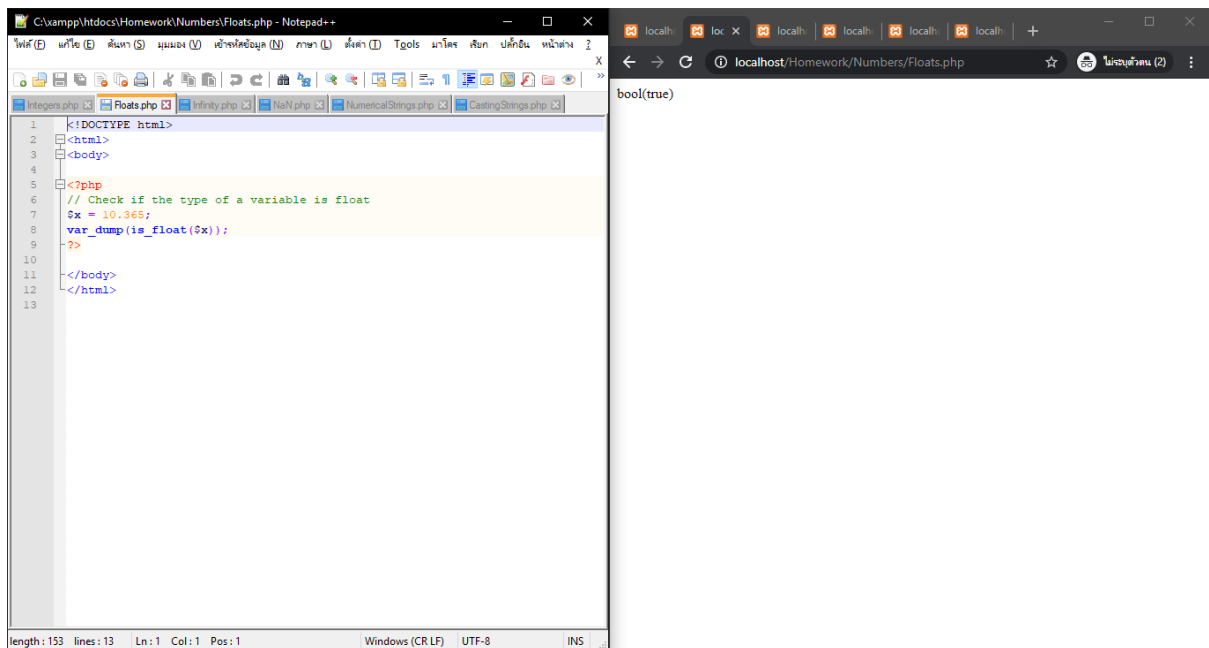 C:\xampp\htdocs\Homework\Numbers\Floats.php - Notepad++
ไฟล์ (F) แก้ไข (E) ค้นหา (S) มุมมอง (V) เข้ารหัสข้อมูล (N) ภาษา (L) ตั้งค่า (T) Tools มาโคร เรียก ปลั๊กอิน หน้าต่าง ?
X
Integers.php Floats.php Infinity.php NaN.php NumericalStrings.php CastingStrings.php
1 <!DOCTYPE html>
2 <html>
3 <body>
4
5 <?php
6 // Check if the type of a variable is float
7 $x = 10.365;
8 var_dump(is_float($x));
9 ?>
10
11 </body>
12 </html>
13
length : 153 lines : 13 Ln : 1 Col : 1 Pos : 1 Windows (CR LF) UTF-8 INS
localh loc localh localh localh localh
localhost/Homework/Numbers/Floats.php ไม่ระบุตัวตน (2)
bool(true)